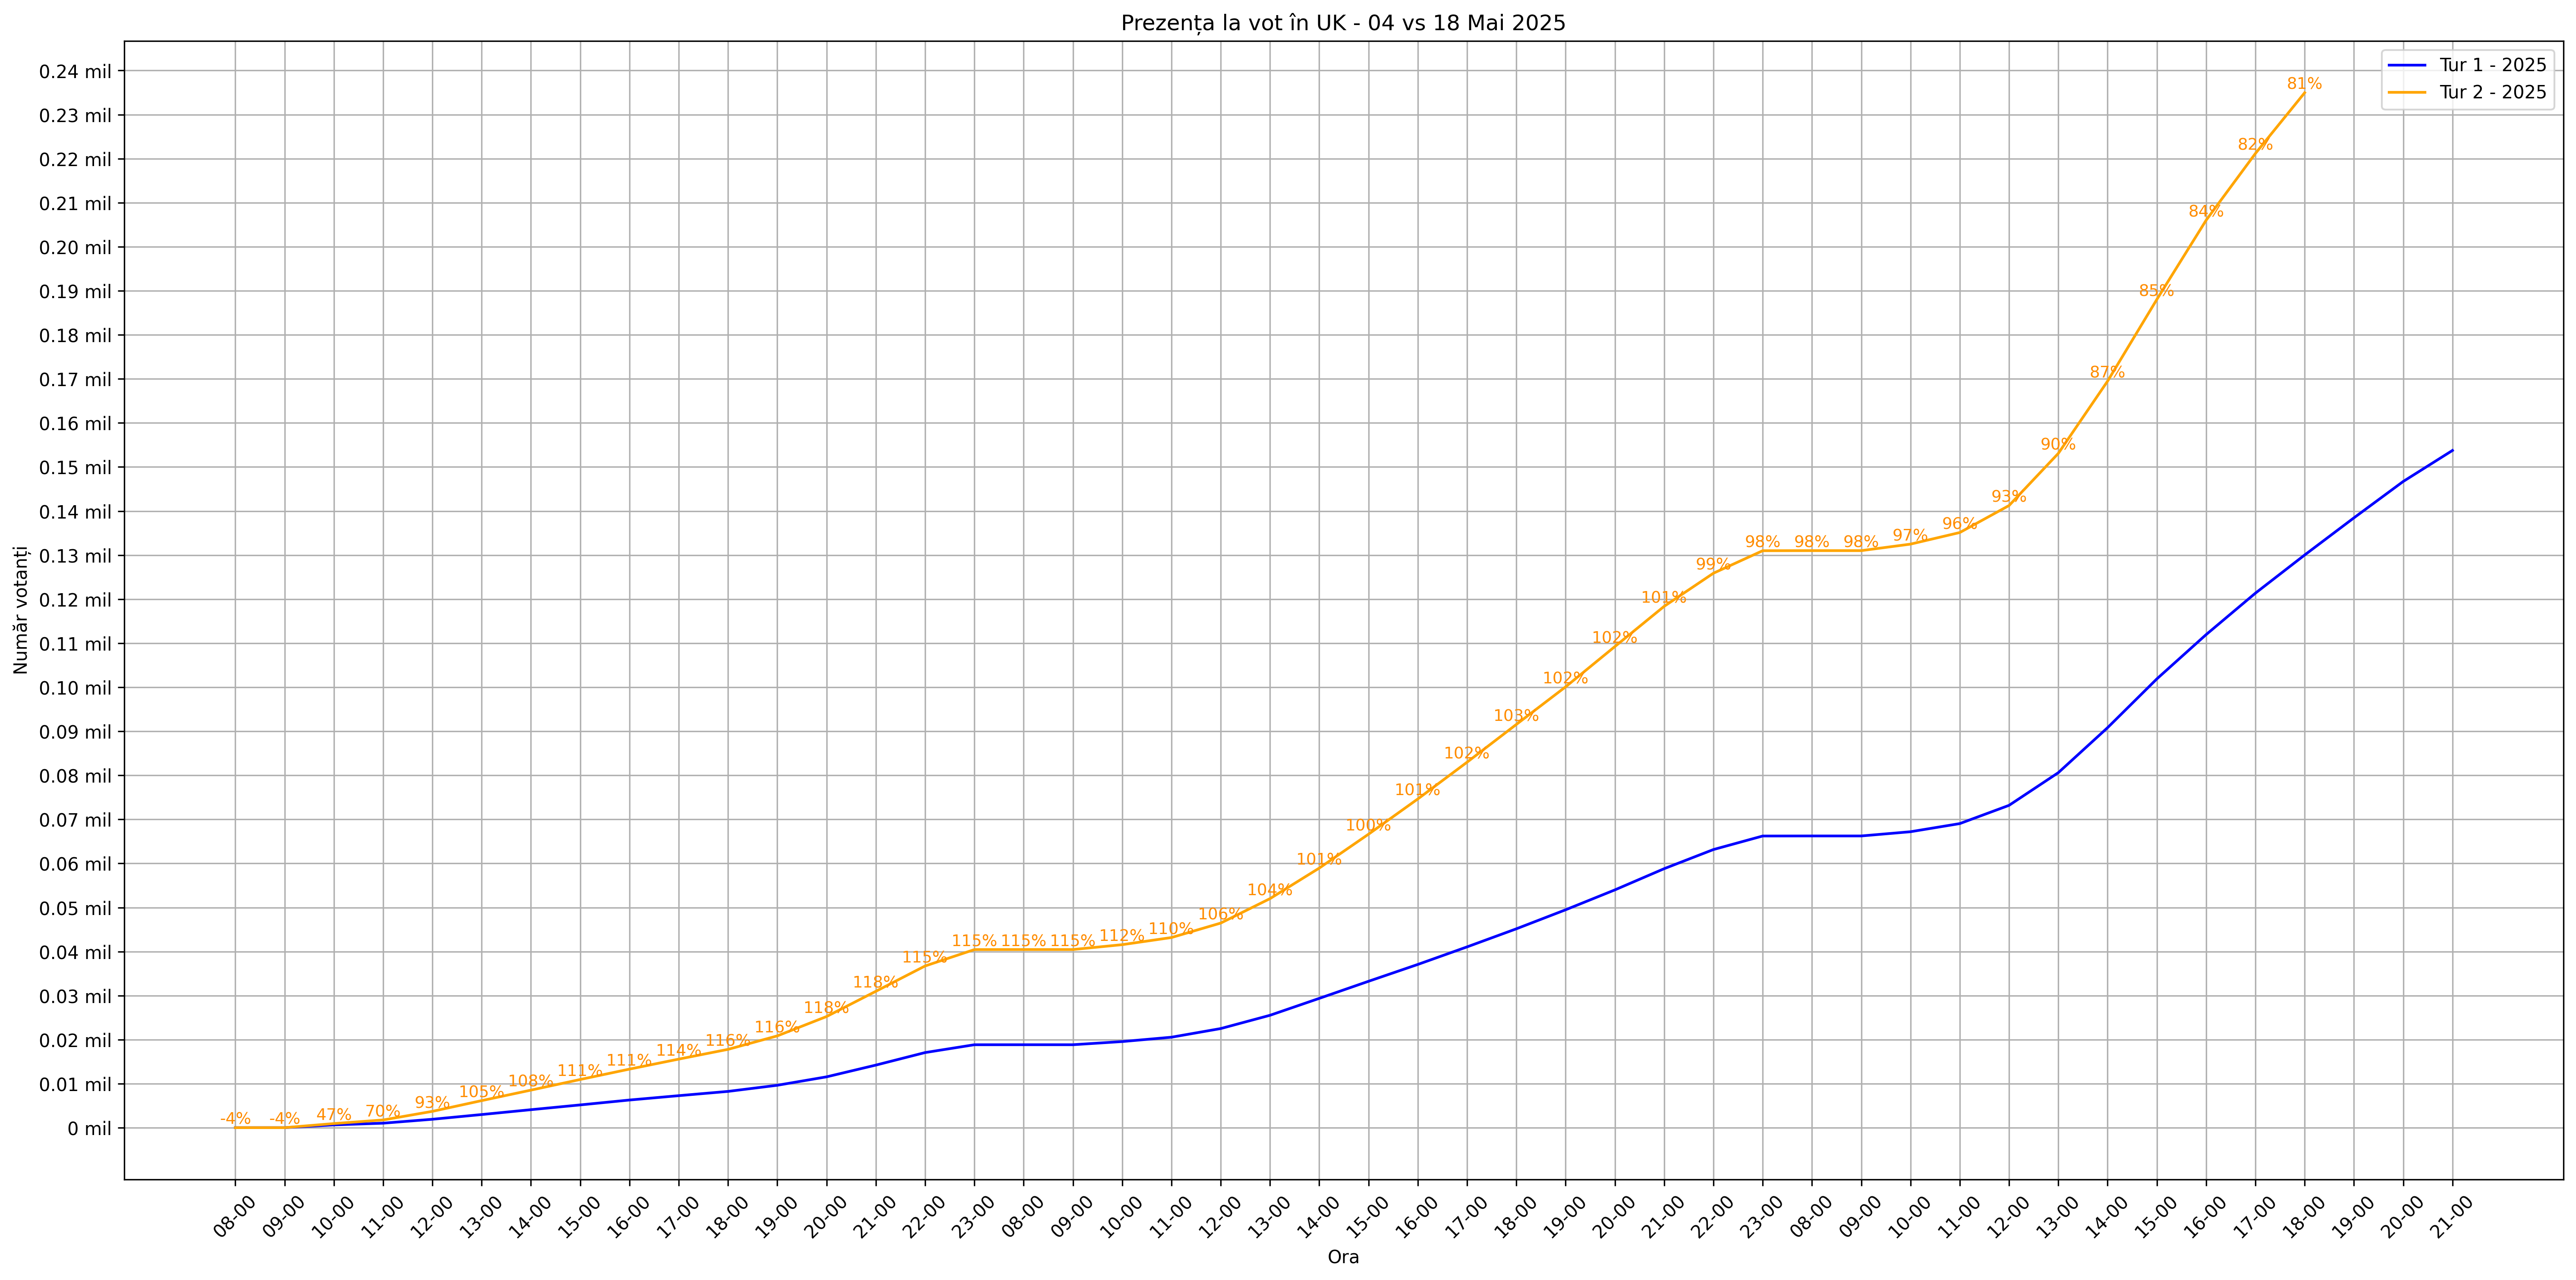 Prezența la vot în UK - 04 vs 18 Mai 2025
Tur 1 - 2025
Tur 2 - 2025
Număr votanți
0.24 mil
0.23 mil
0.22 mil
0.21 mil
0.20 mil
0.19 mil
0.18 mil
0.17 mil
0.16 mil
0.15 mil
0.14 mil
0.13 mil
0.12 mil
0.11 mil
0.10 mil
0.09 mil
0.08 mil
0.07 mil
0.06 mil
0.05 mil
0.04 mil
0.03 mil
0.02 mil
0.01 mil
0 mil
-4% -4% 47% 70% 93% 105% 108% 111% 111% 114% 116% 116% 118% 118% 115% 115% 115% 115% 112% 110% 106% 104% 101% 100% 101% 102% 103% 102% 102% 101% 99% 98% 98% 98% 97% 96% 93% 90% 87% 85% 84% 82% 81%
08-00 09-00 10-00 11-00 12-00 13-00 14-00 15-00 16-00 17-00 18-00 19-00 20-00 21-00 22-00 23-00 08-00 09-00 10-00 11-00 12-00 13-00 14-00 15-00 16-00 17-00 18-00 19-00 20-00 21-00 22-00 23-00 08-00 09-00 10-00 11-00 12-00 13-00 14-00 15-00 16-00 17-00 18-00 19-00 20-00 21-00
Ora